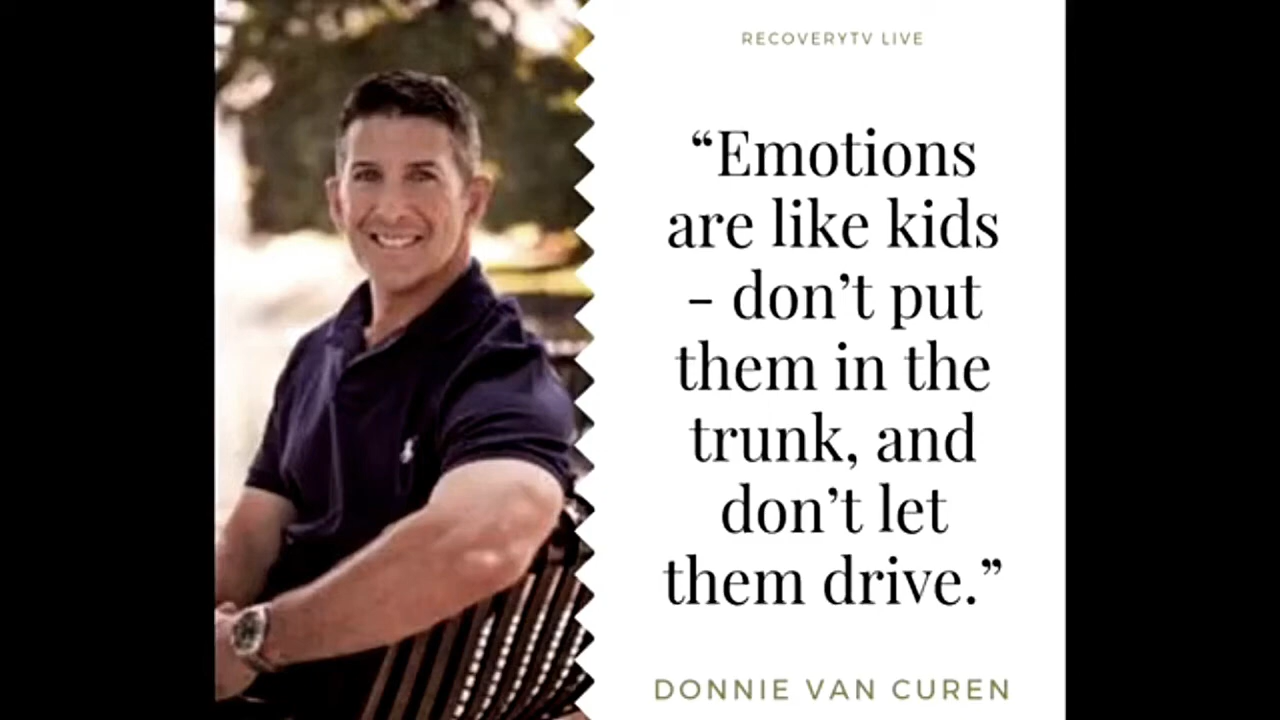 RECOVERYTV LIVE
“Emotions
are like kids
- don’t put
them in the
trunk, and
don’t let
them drive.”
DONNIE VAN CUREN